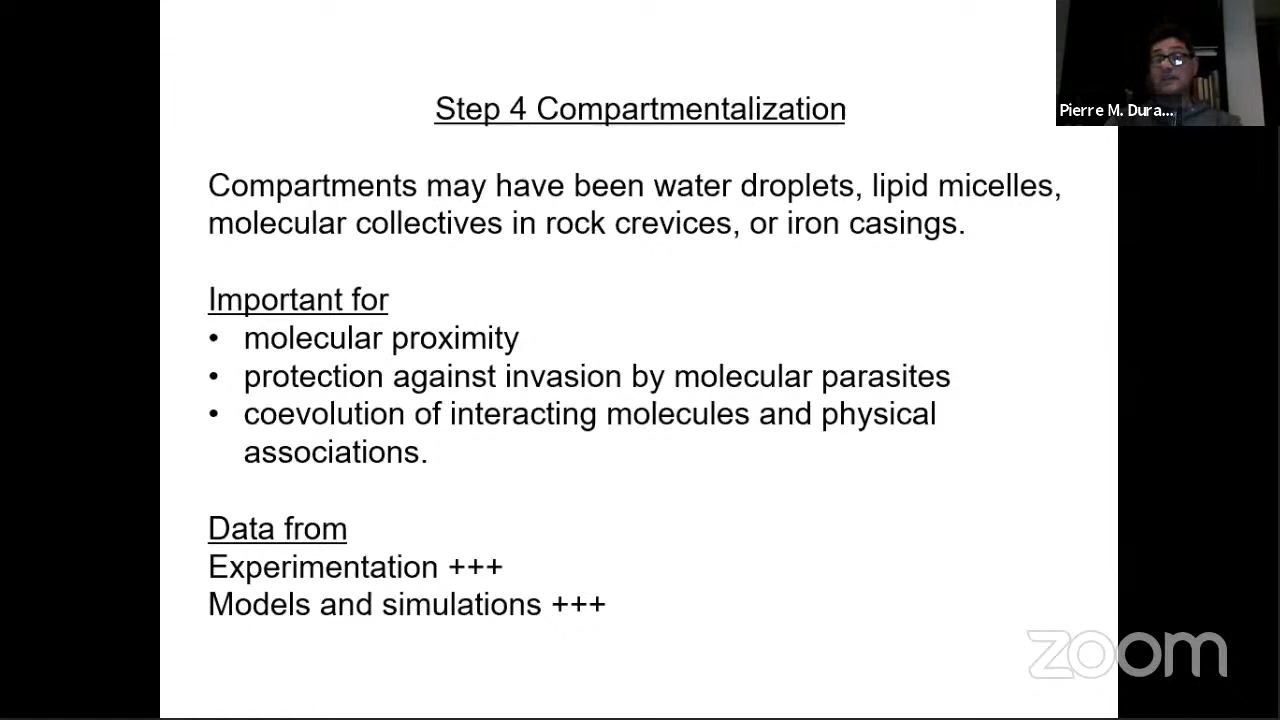 Step 4 Compartmentalization
Pierre M. Dura...
Compartments may have been water droplets, lipid micelles,
molecular collectives in rock crevices, or iron casings.
Important for
• molecular proximity
• protection against invasion by molecular parasites
• coevolution of interacting molecules and physical
associations.
Data from
Experimentation +++
Models and simulations +++
zoom